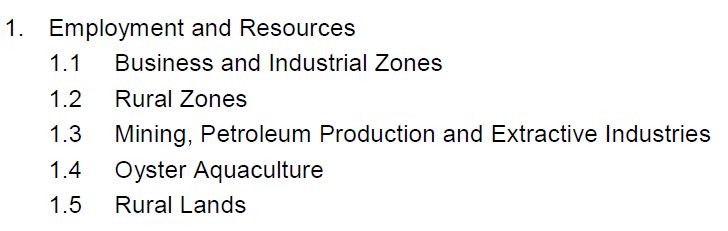 1. Employment and Resources
1.1 Business and Industrial Zones
1.2 Rural Zones
1.3 Mining, Petroleum Production and Extractive Industries
1.4 Oyster Aquaculture
1.5 Rural Lands